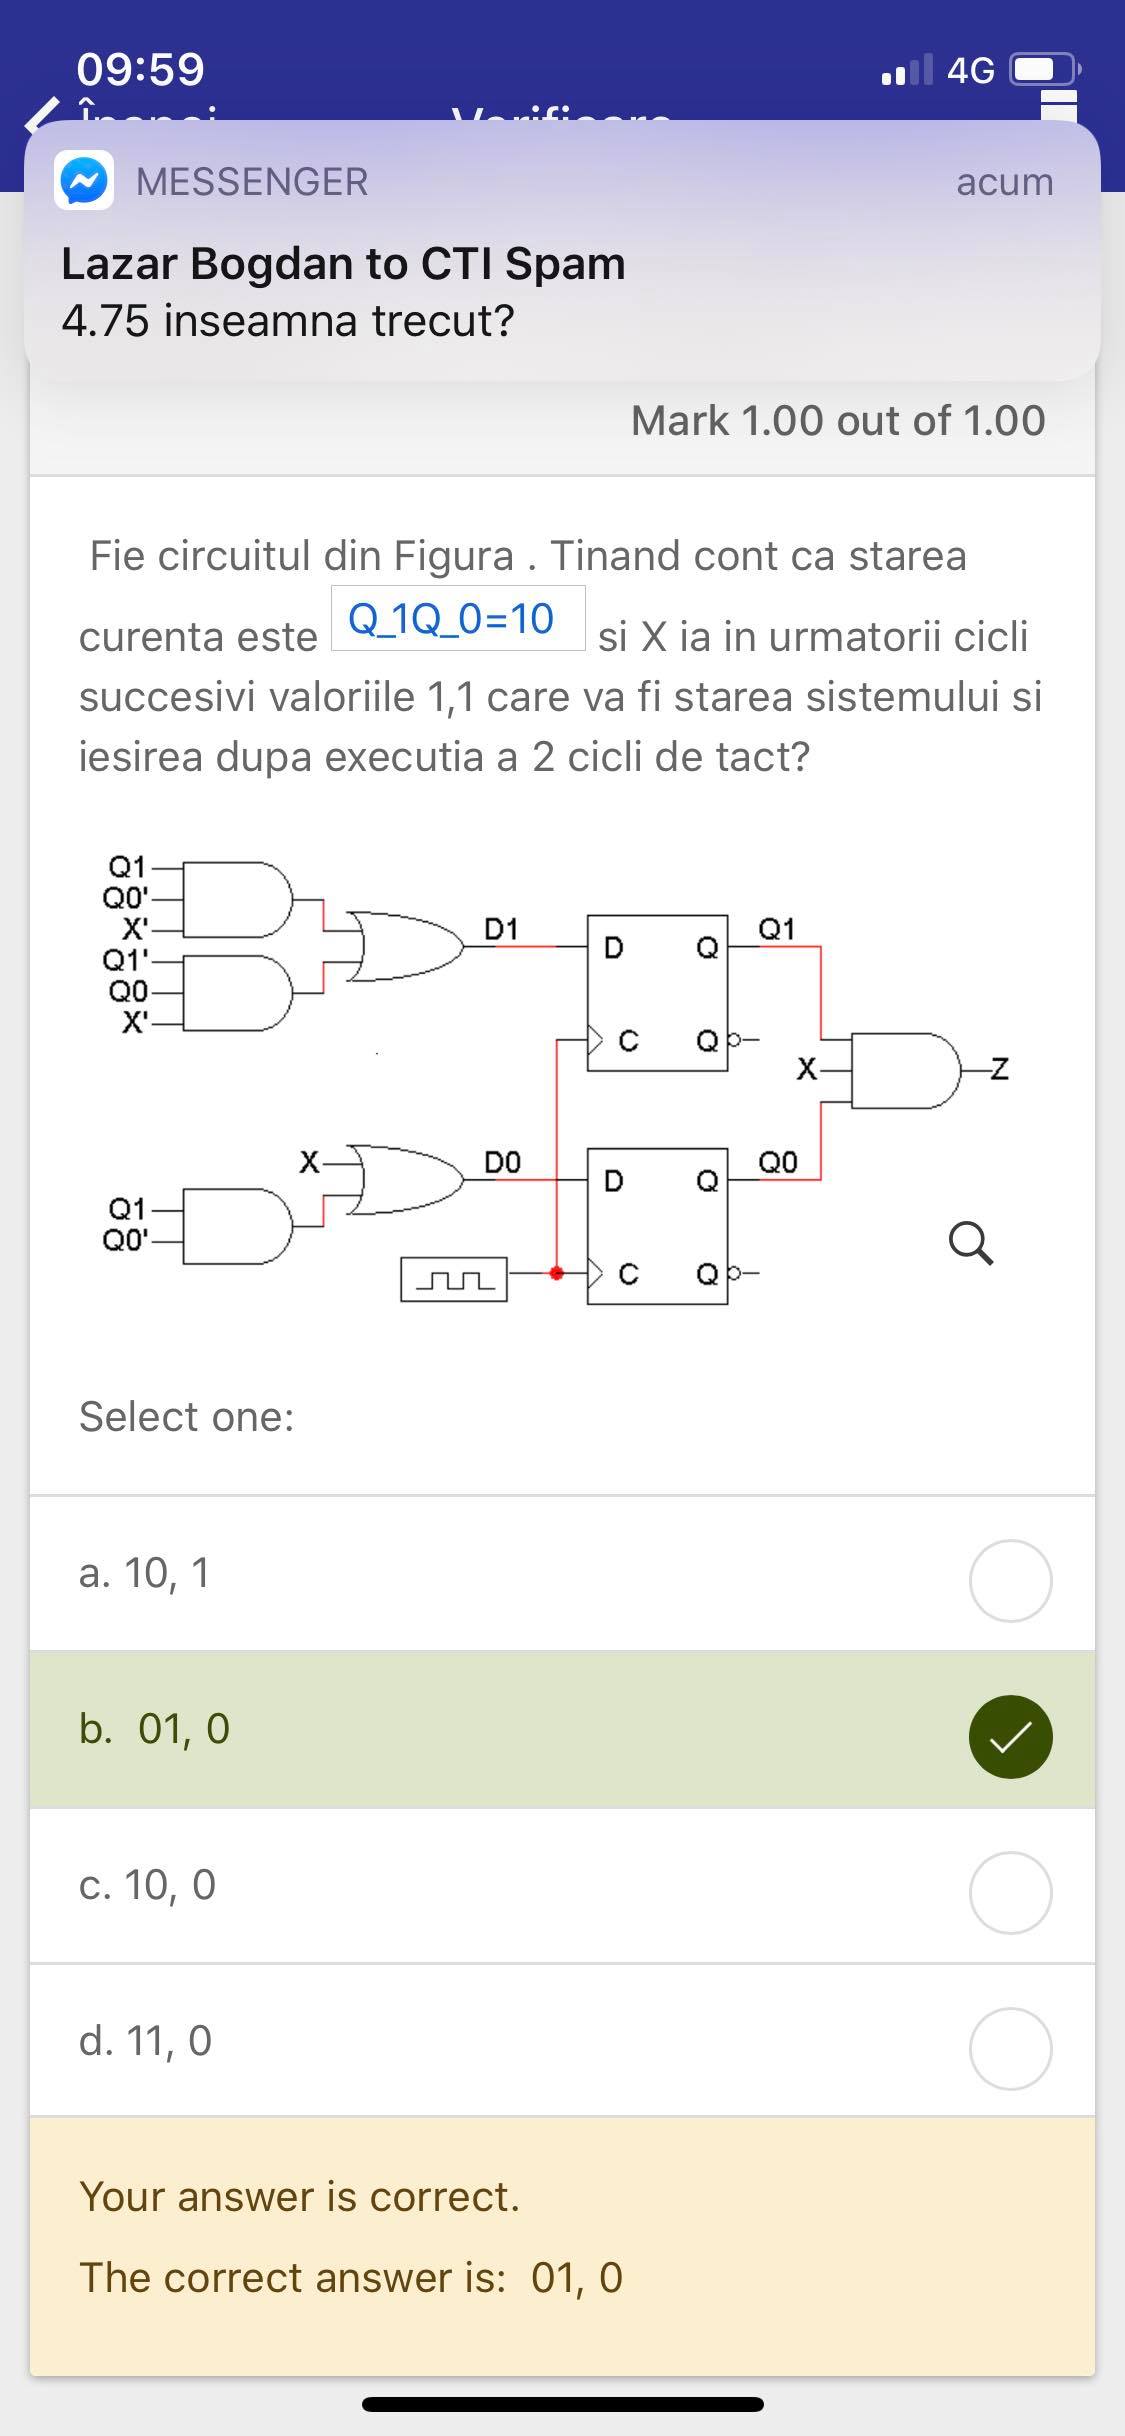 09:59
4G
MESSENGER
acum
Lazar Bogdan to CTI Spam
4.75 inseamna trecut?
Mark 1.00 out of 1.00
Fie circuitul din Figura . Tinand cont ca starea
curenta este Q_1Q_0=10 si X ia in urmatorii cicli
succesivi valoriile 1,1 care va fi starea sistemului si
iesirea dupa executia a 2 cicli de tact?
Q1
Q0'
X'
Q1'
Q0
X'
D1
D
Q
Q1
C
Q
X
Z
X
D0
D
Q
Q0
Q1
Q0'
C
Q
Select one:
a. 10, 1
b. 01, 0
c. 10, 0
d. 11, 0
Your answer is correct.
The correct answer is: 01, 0